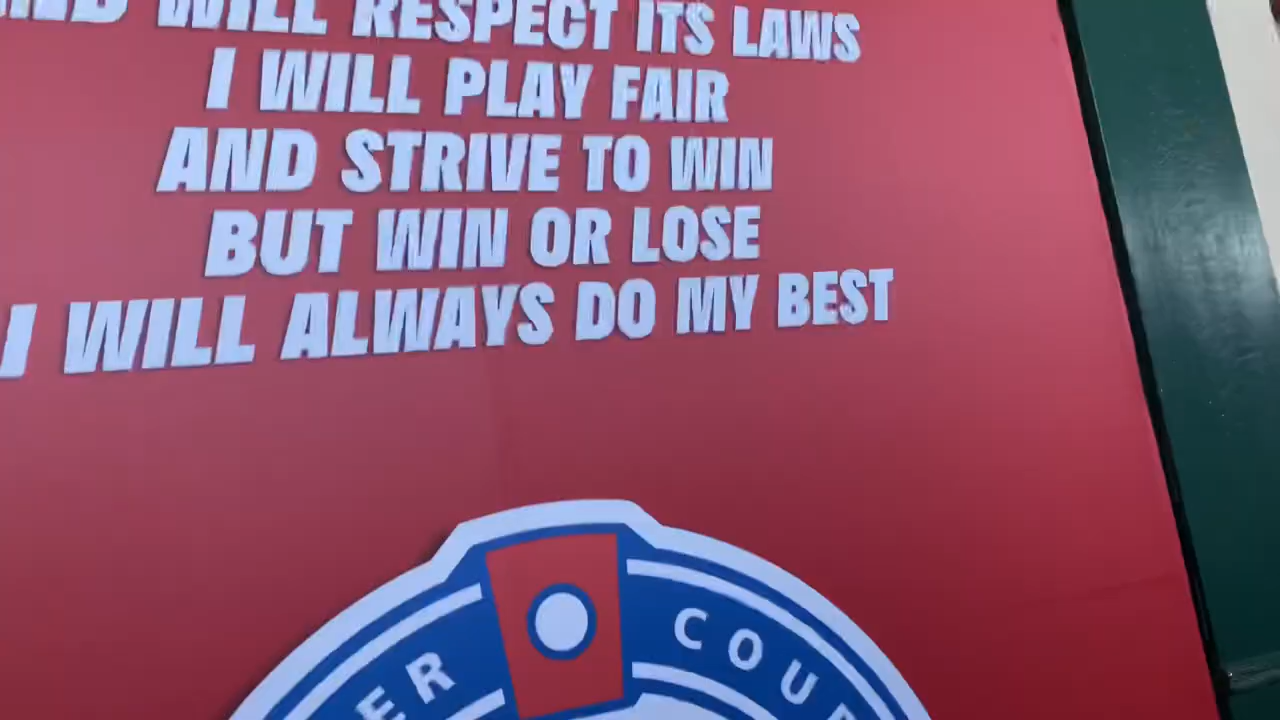 WILL RESPECT ITS LAWS
I WILL PLAY FAIR
AND STRIVE TO WIN
BUT WIN OR LOSE
I WILL ALWAYS DO MY BEST